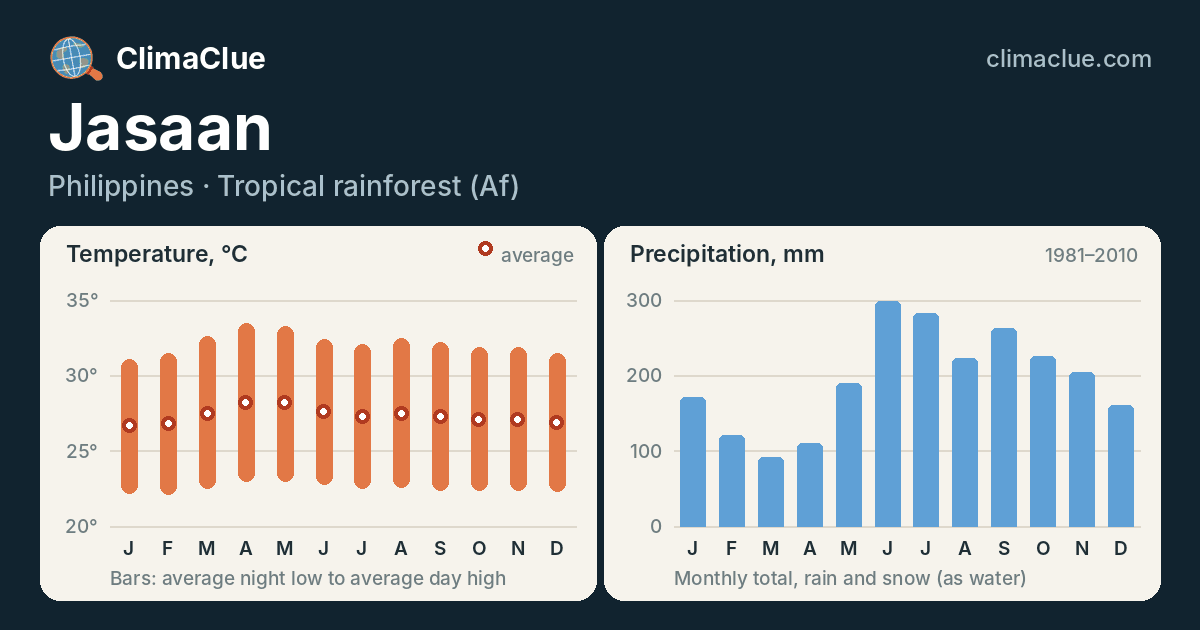 ClimaClue
climaclue.com
Jasaan
Philippines · Tropical rainforest (Af)
Temperature, °C
average
35°
30°
25°
20°
J F M A M J J A S O N D
Bars: average night low to average day high
Precipitation, mm
1981–2010
300
200
100
0
J F M A M J J A S O N D
Monthly total, rain and snow (as water)